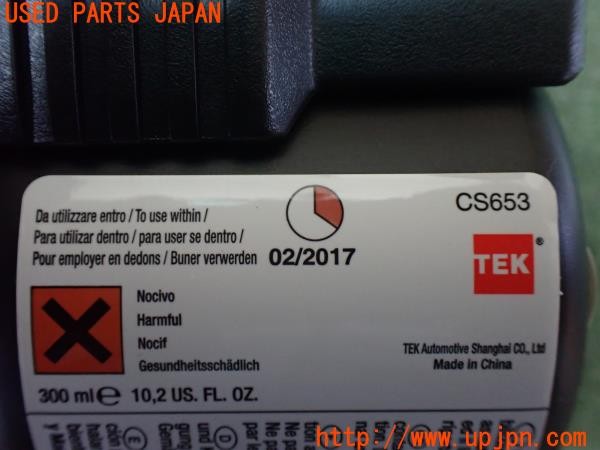 USED PARTS JAPAN
Da utilizzare entro / To use within /
Para utilizar dentro / para user se dentro /
Pour employer en dedons / Buner verwerden 02/2017
CS653
TEK®
Nocivo
Harmful
Nocif
Gesundheitsschädlich
TEK Automotive Shanghai CO., Ltd
Made in China
300 ml ℮ 10,2 US. FL. OZ.
http://www.upjpn.com/